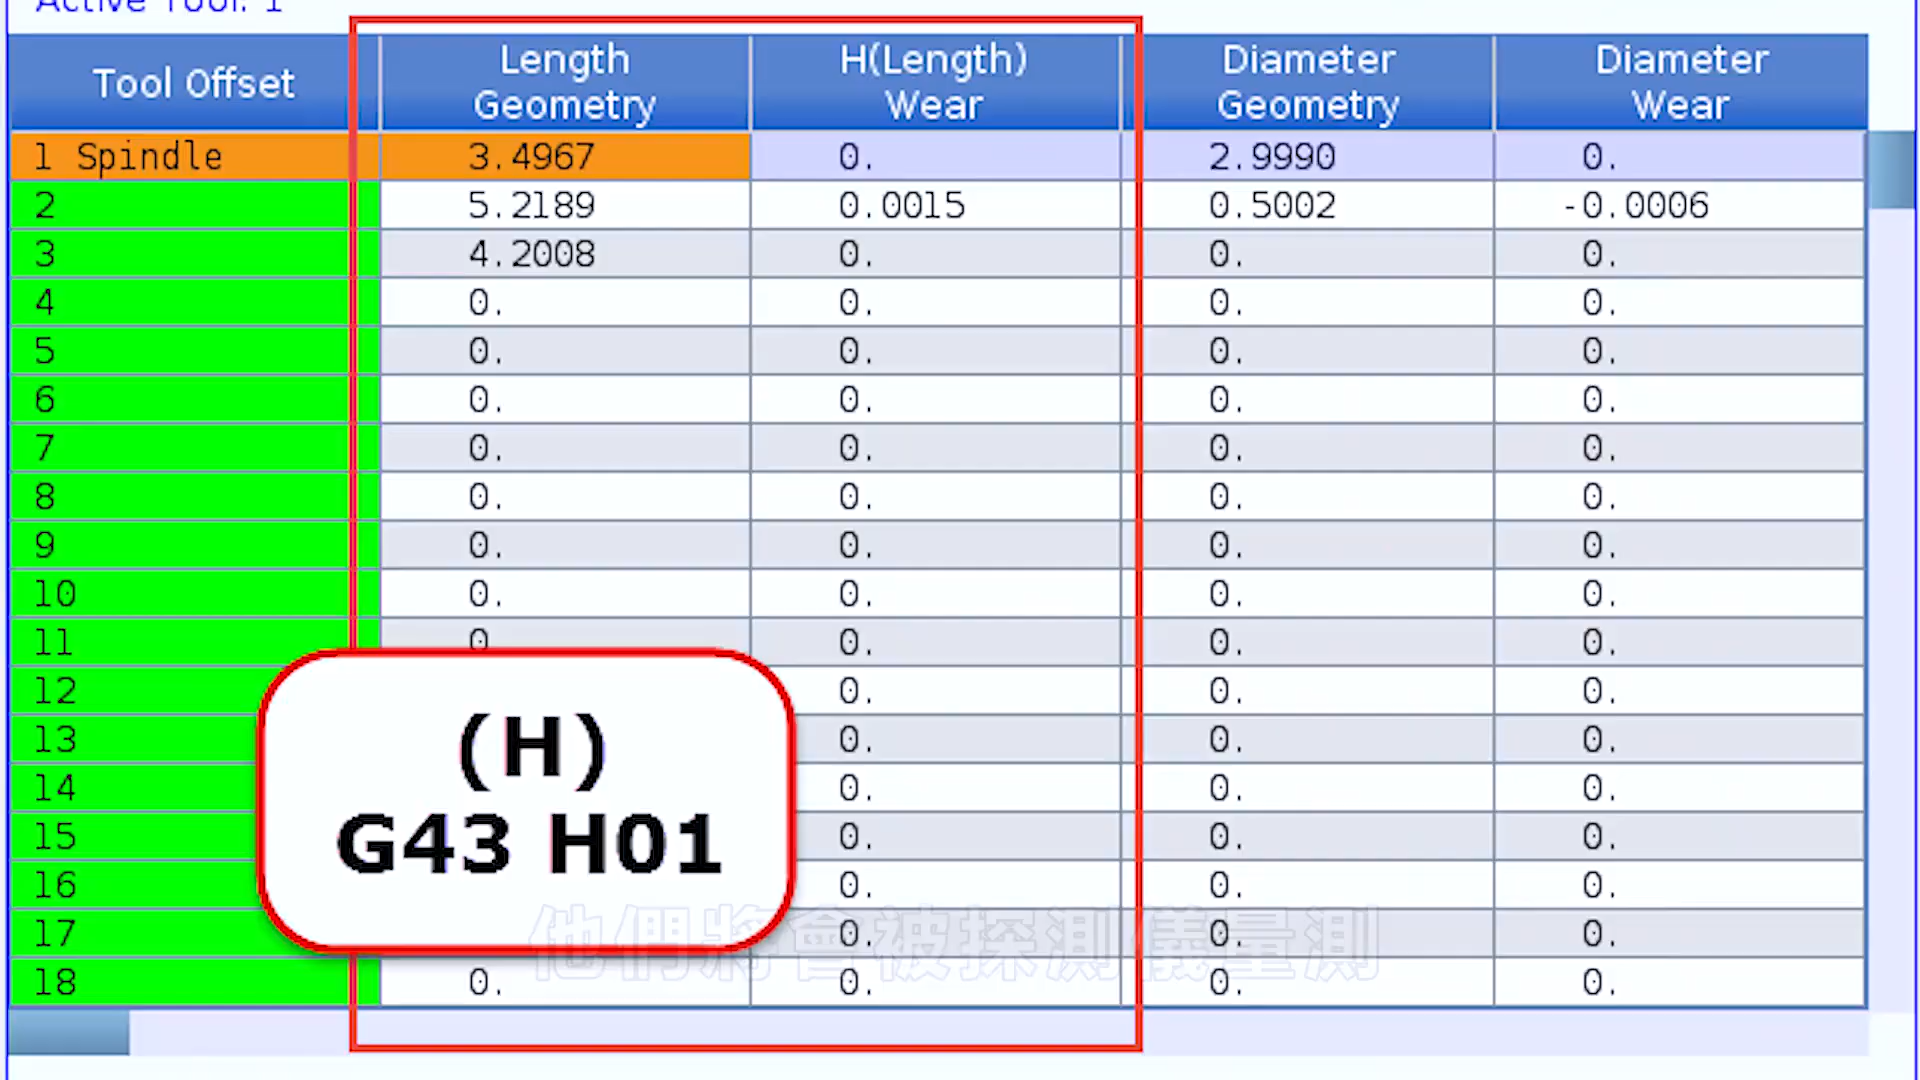 Active Tool: 1
Tool Offset Length Geometry H(Length) Wear Diameter Geometry Diameter Wear
1 Spindle 3.4967 0. 2.9990 0.
2 5.2189 0.0015 0.5002 -0.0006
3 4.2008 0. 0. 0.
4 0. 0. 0. 0.
5 0. 0. 0. 0.
6 0. 0. 0. 0.
7 0. 0. 0. 0.
8 0. 0. 0. 0.
9 0. 0. 0. 0.
10 0. 0. 0. 0.
11 0. 0. 0. 0.
12 0. 0. 0.
13 0. 0. 0.
14 0. 0. 0.
15 0. 0. 0.
16 0. 0. 0.
17 0. 0. 0.
18 0. 0. 0. 0.
(H)
G43 H01
他們將會被探測儀量測